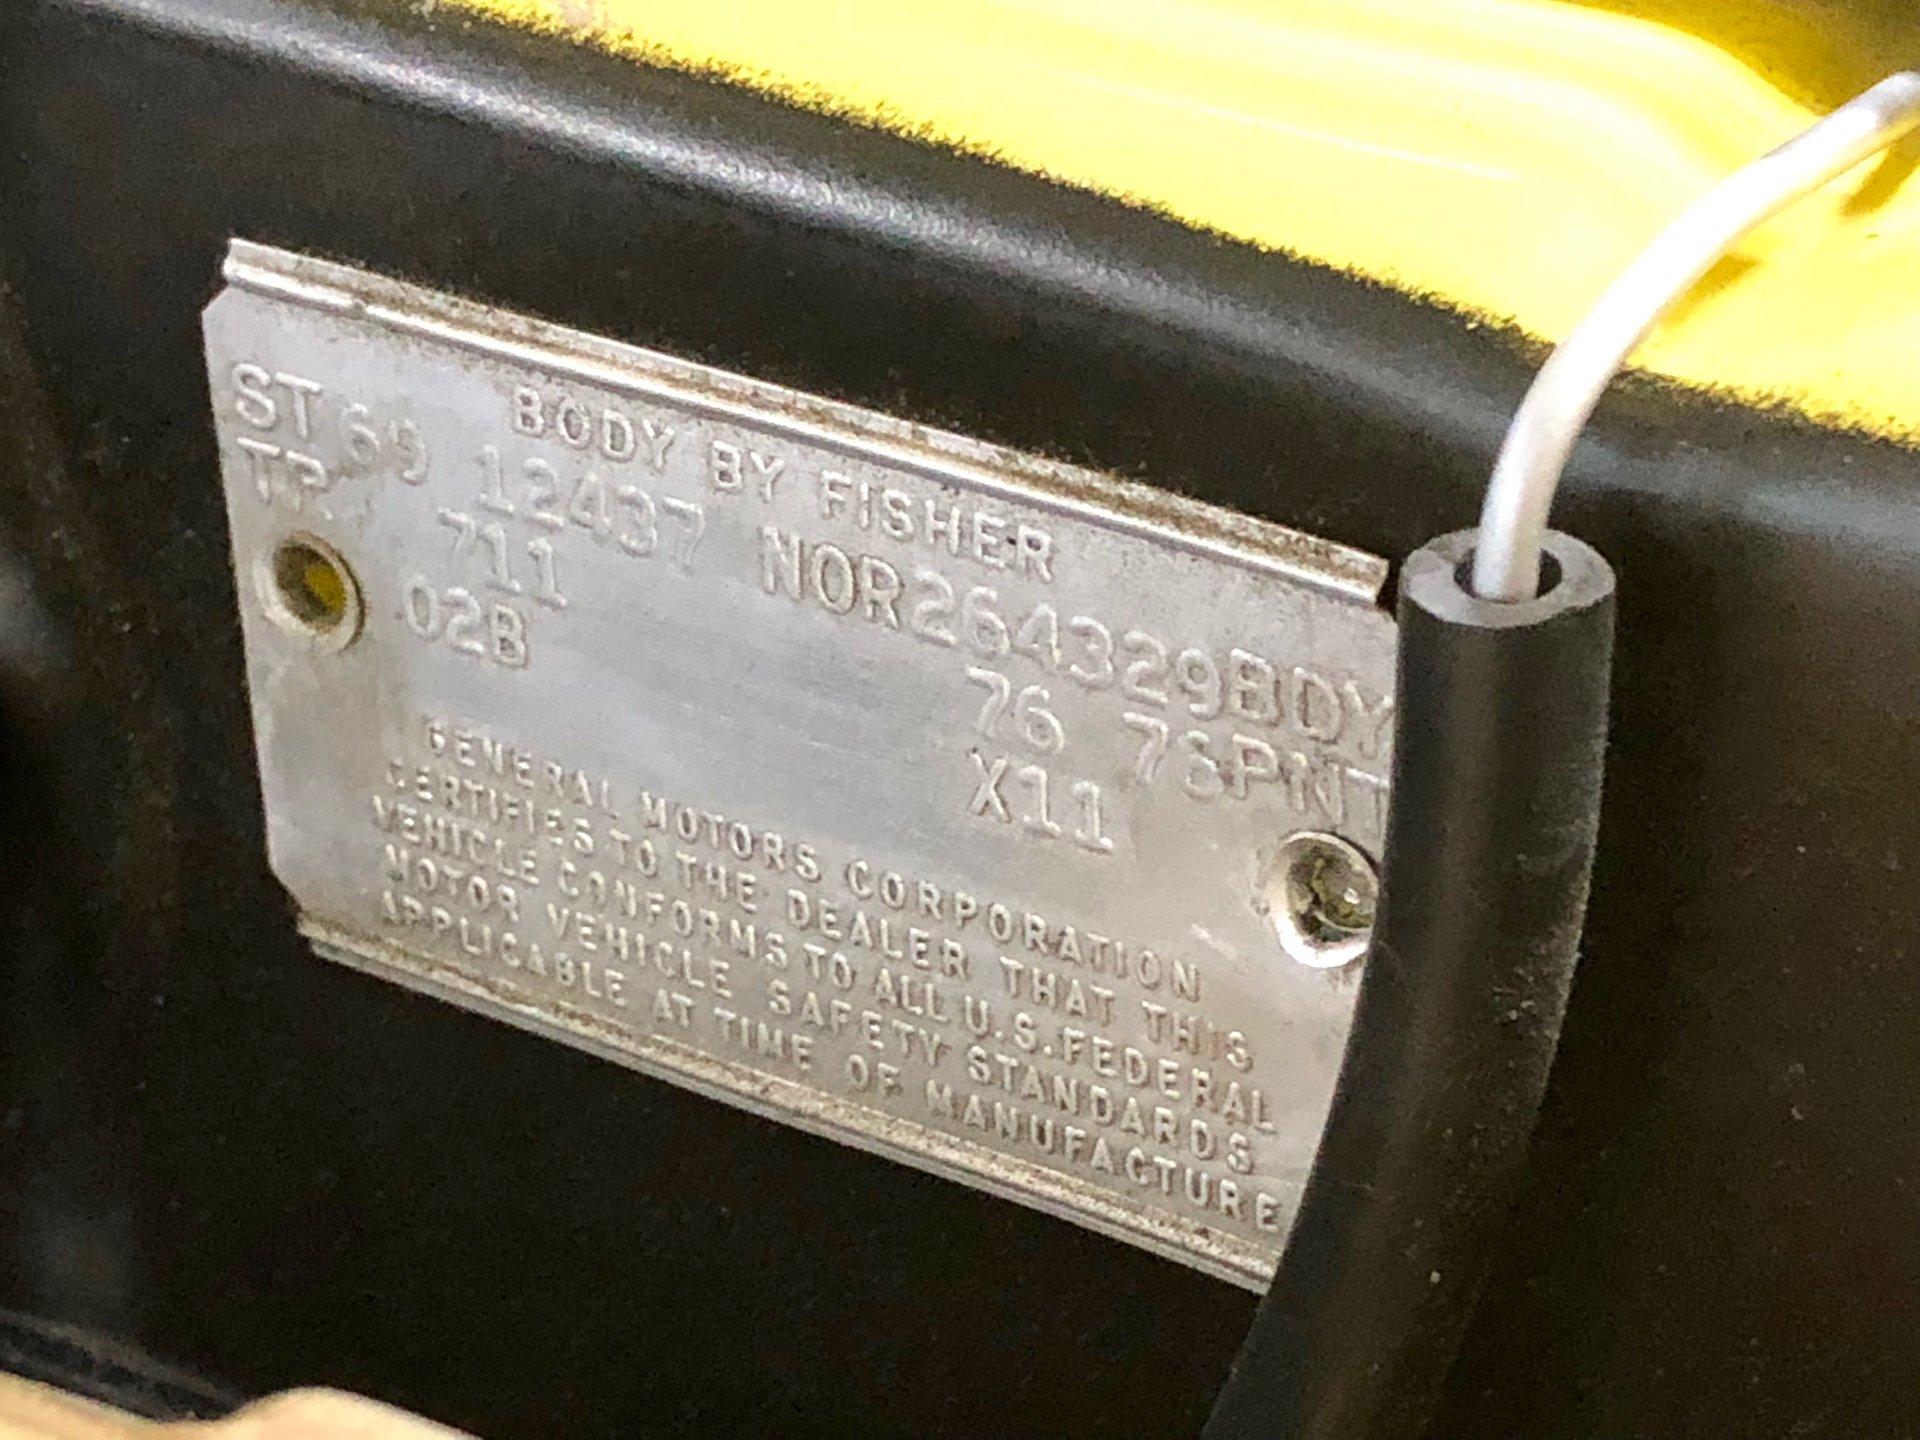 BODY BY FISHER
ST 69 12437 NOR264329BDY
TR 711 76 76PNT
02B X11
GENERAL MOTORS CORPORATION
CERTIFIES TO THE DEALER THAT THIS
VEHICLE CONFORMS TO ALL U.S. FEDERAL
MOTOR VEHICLE SAFETY STANDARDS
APPLICABLE AT TIME OF MANUFACTURE